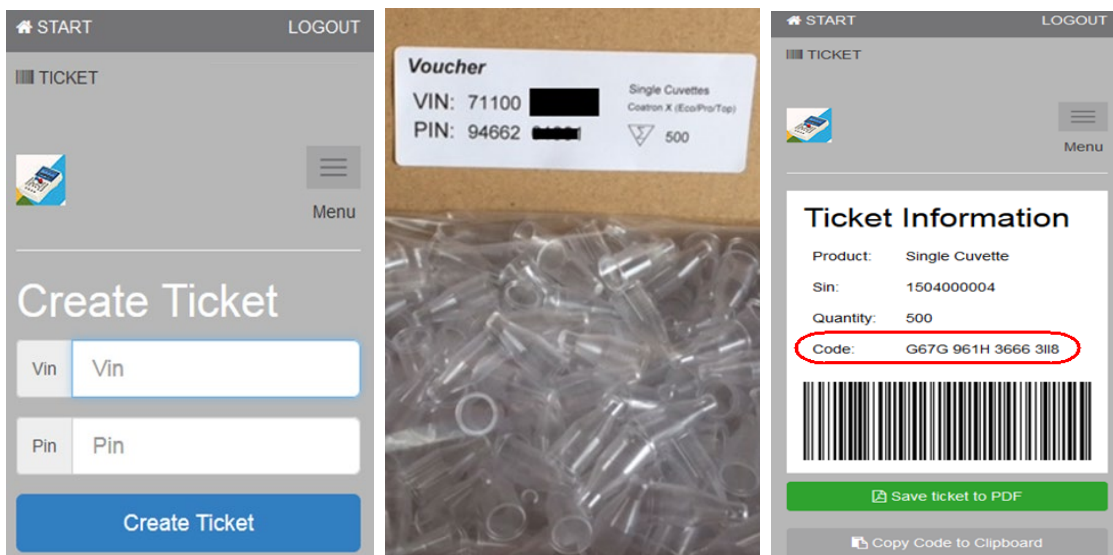 START LOGOUT
TICKET
Menu
Create Ticket
Vin Vin
Pin Pin
Create Ticket
Voucher
VIN: 71100
PIN: 94662
Single Cuvettes
Coatron X (Eco/Pro/Top)
500
START LOGOUT
TICKET
Menu
Ticket Information
Product: Single Cuvette
Sin: 1504000004
Quantity: 500
Code: G67G 961H 3666 3II8
Save ticket to PDF
Copy Code to Clipboard